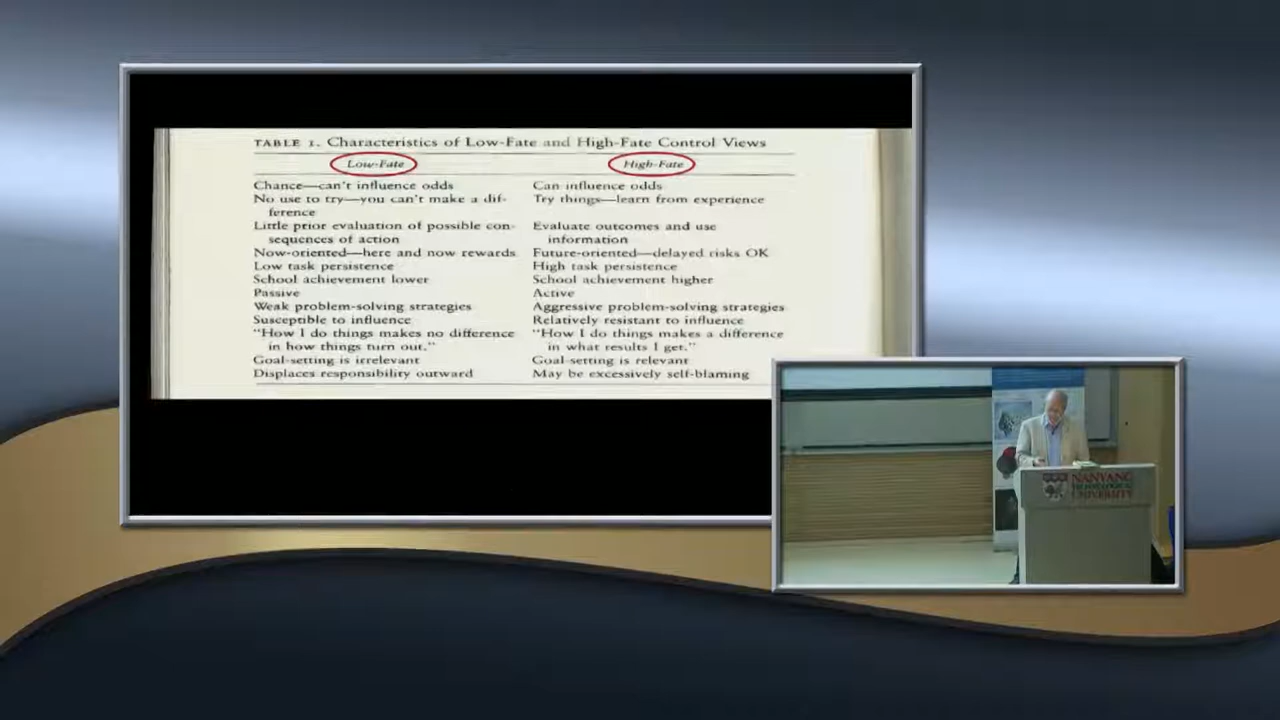 TABLE 1. Characteristics of Low-Fate and High-Fate Control Views
Low-Fate High-Fate
Chance—can't influence odds Can influence odds
No use to try—you can't make a dif- Try things—learn from experience
ference
Little prior evaluation of possible con- Evaluate outcomes and use
sequences of action information
Now-oriented—here and now rewards Future-oriented—delayed risks OK
Low task persistence High task persistence
School achievement lower School achievement higher
Passive Active
Weak problem-solving strategies Aggressive problem-solving strategies
Susceptible to influence Relatively resistant to influence
"How I do things makes no difference "How I do things makes a difference
in how things turn out." in what results I get."
Goal-setting is irrelevant Goal-setting is relevant
Displaces responsibility outward May be excessively self-blaming
NANYANG
TECHNOLOGICAL
UNIVERSITY